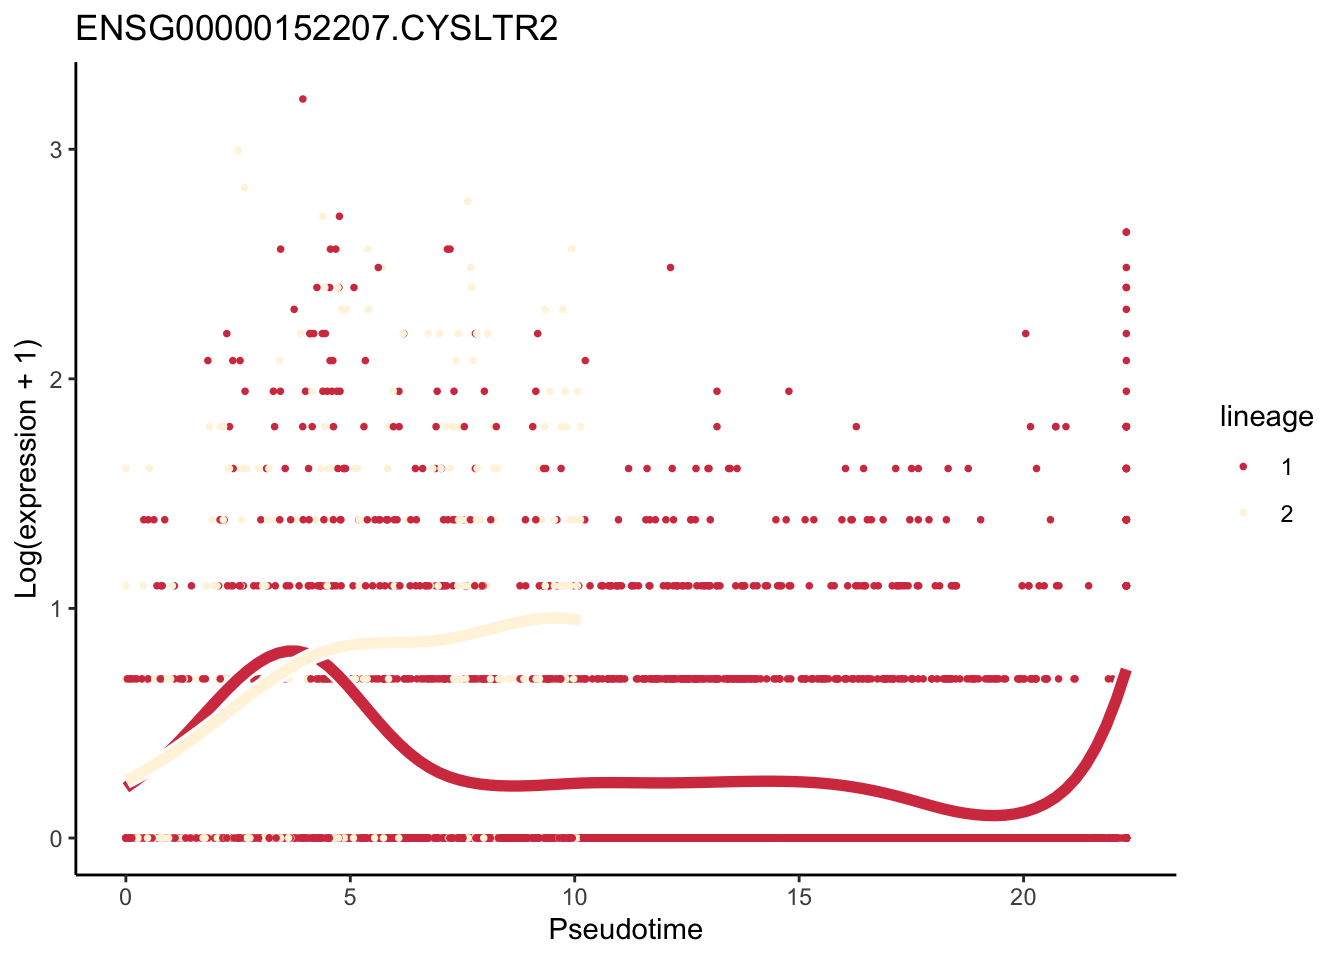 ENSG00000152207.CYSLTR2
Log(expression + 1)
3
2
1
0
0 5 10 15 20
Pseudotime
lineage
1
2